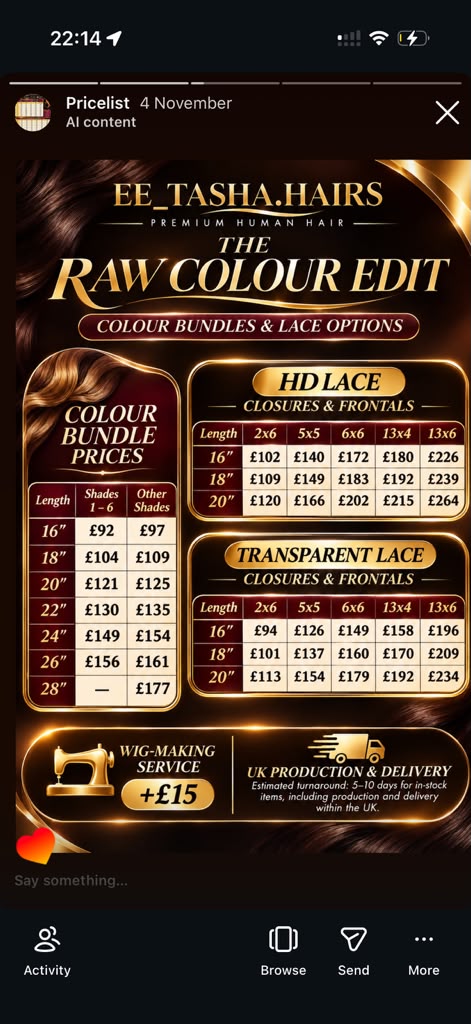 22:14
Pricelist 4 November
AI content
EE_TASHA.HAIRS
PREMIUM HUMAN HAIR
THE
RAW COLOUR EDIT
COLOUR BUNDLES & LACE OPTIONS
COLOUR
BUNDLE
PRICES
Length Shades 1 – 6 Other Shades
16” £92 £97
18” £104 £109
20” £121 £125
22” £130 £135
24” £149 £154
26” £156 £161
28” — £177
HD LACE
CLOSURES & FRONTALS
Length 2x6 5x5 6x6 13x4 13x6
16” £102 £140 £172 £180 £226
18” £109 £149 £183 £192 £239
20” £120 £166 £202 £215 £264
TRANSPARENT LACE
CLOSURES & FRONTALS
Length 2x6 5x5 6x6 13x4 13x6
16” £94 £126 £149 £158 £196
18” £101 £137 £160 £170 £209
20” £113 £154 £179 £192 £234
WIG-MAKING
SERVICE
+£15
UK PRODUCTION & DELIVERY
Estimated turnaround: 5–10 days for in-stock
items, including production and delivery
within the UK.
Say something...
Activity Browse Send More